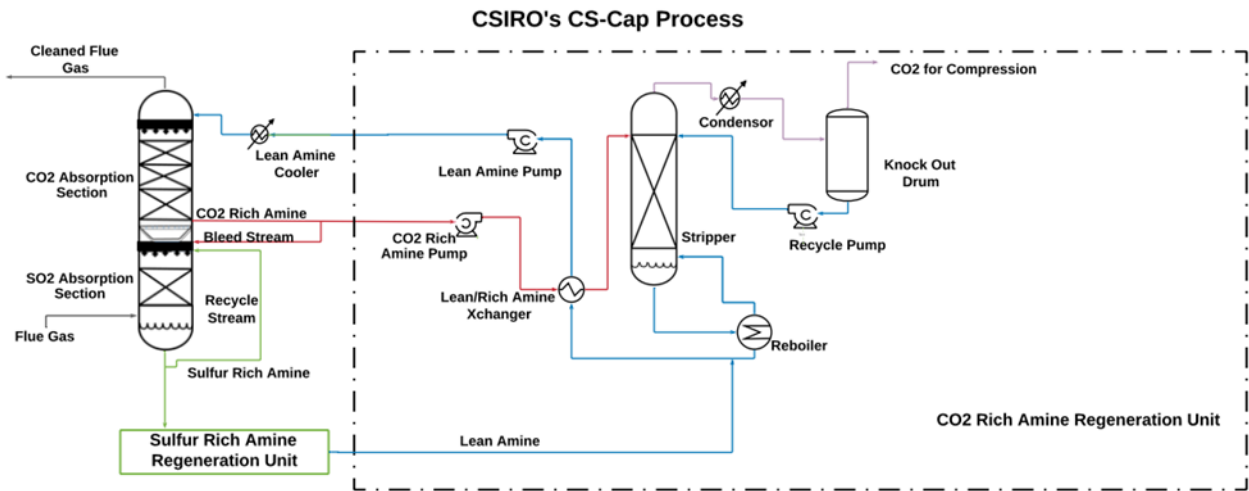 CSIRO's CS-Cap Process
Cleaned Flue
Gas
CO2 for Compression
Condensor
Lean Amine
Cooler
Lean Amine Pump
Knock Out
Drum
CO2 Absorption
Section
CO2 Rich Amine
Bleed Stream
CO2 Rich
Amine Pump
Stripper
Recycle Pump
SO2 Absorption
Section
Recycle
Stream
Lean/Rich Amine
Xchanger
Flue Gas
Reboiler
Sulfur Rich Amine
CO2 Rich Amine Regeneration Unit
Sulfur Rich Amine
Regeneration Unit
Lean Amine